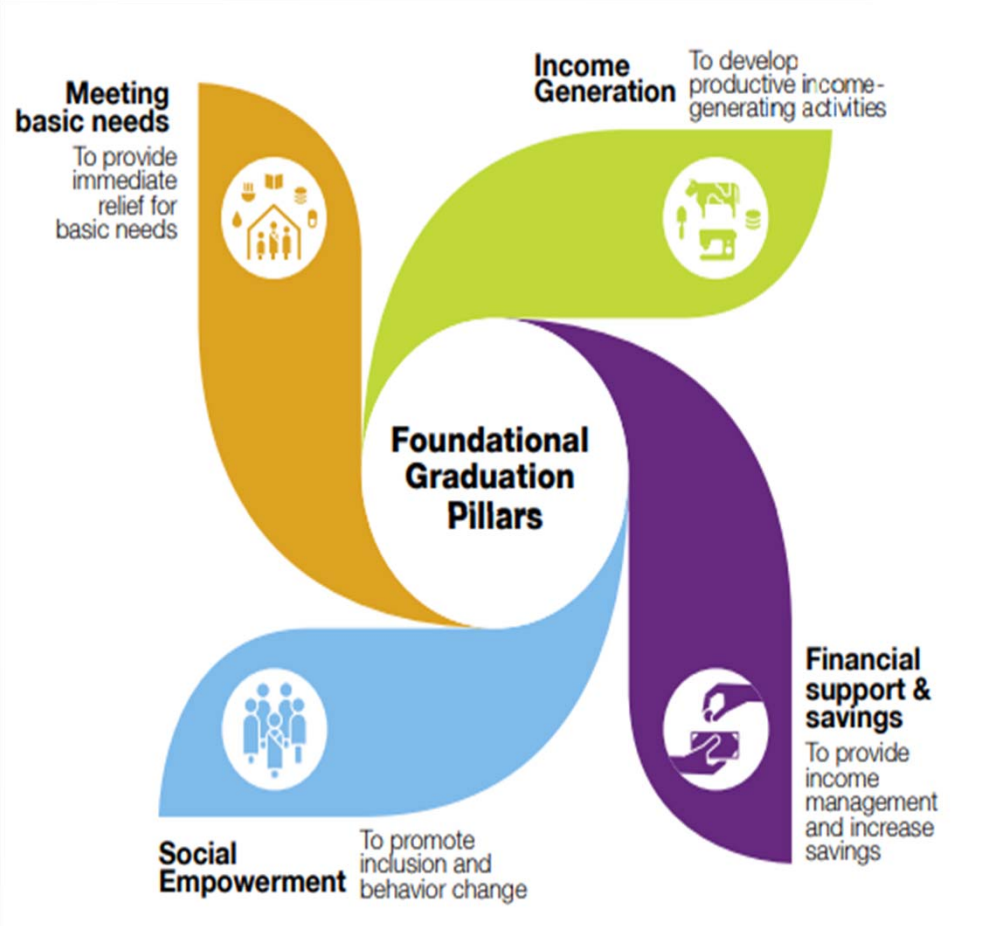 Meeting
basic needs
To provide
immediate
relief for
basic needs
Income
Generation
To develop
productive income-
generating activities
Foundational
Graduation
Pillars
Financial
support &
savings
To provide
income
management
and increase
savings
Social
Empowerment
To promote
inclusion and
behavior change